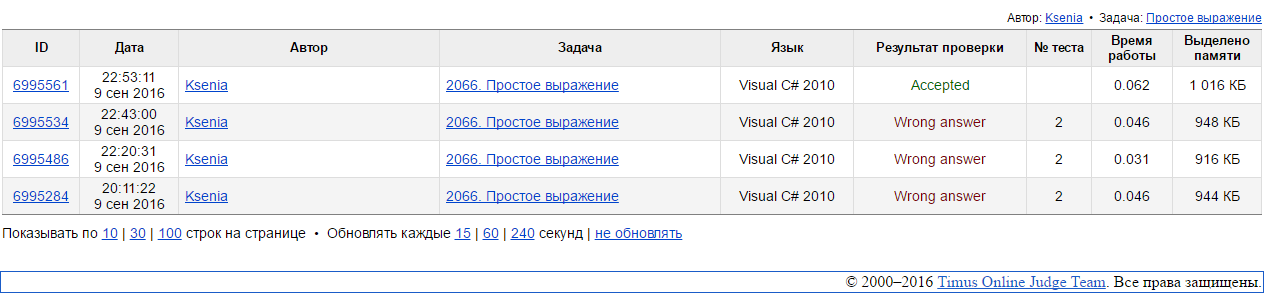 Автор: Ksenia • Задача: Простое выражение
ID Дата Автор Задача Язык Результат проверки № теста Время работы Выделено памяти
6995561 22:53:11 9 сен 2016 Ksenia 2066. Простое выражение Visual C# 2010 Accepted 0.062 1 016 КБ
6995534 22:43:00 9 сен 2016 Ksenia 2066. Простое выражение Visual C# 2010 Wrong answer 2 0.046 948 КБ
6995486 22:20:31 9 сен 2016 Ksenia 2066. Простое выражение Visual C# 2010 Wrong answer 2 0.031 916 КБ
6995284 20:11:22 9 сен 2016 Ksenia 2066. Простое выражение Visual C# 2010 Wrong answer 2 0.046 944 КБ
Показывать по 10 | 30 | 100 строк на странице • Обновлять каждые 15 | 60 | 240 секунд | не обновлять
© 2000–2016 Timus Online Judge Team. Все права защищены.